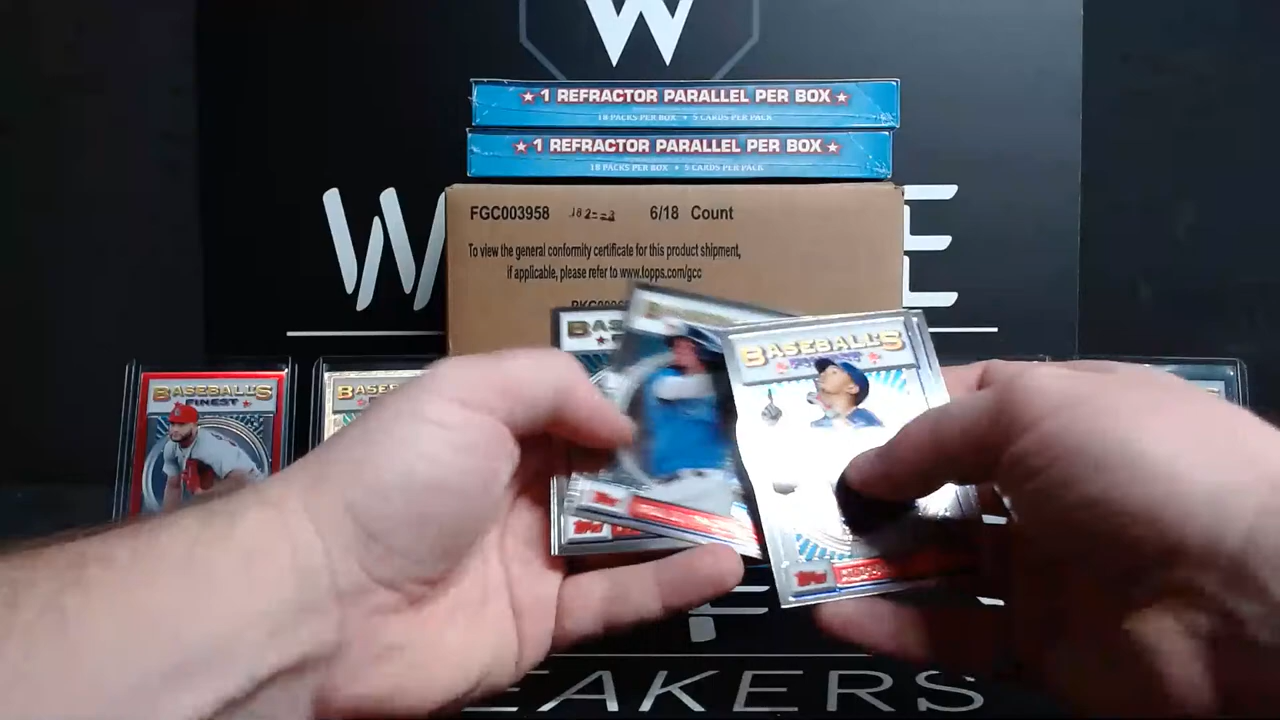 W
★ 1 REFRACTOR PARALLEL PER BOX ★
18 PACKS PER BOX • 5 CARDS PER PACK
★ 1 REFRACTOR PARALLEL PER BOX ★
18 PACKS PER BOX • 5 CARDS PER PACK
FGC003958 6/18 Count
To view the general conformity certificate for this product shipment,
if applicable, please refer to www.topps.com/gcc
W E
BAS
BASEBALL'S
BASEBALL'S
FINEST
BASEBALL'S
Topps
EAKERS